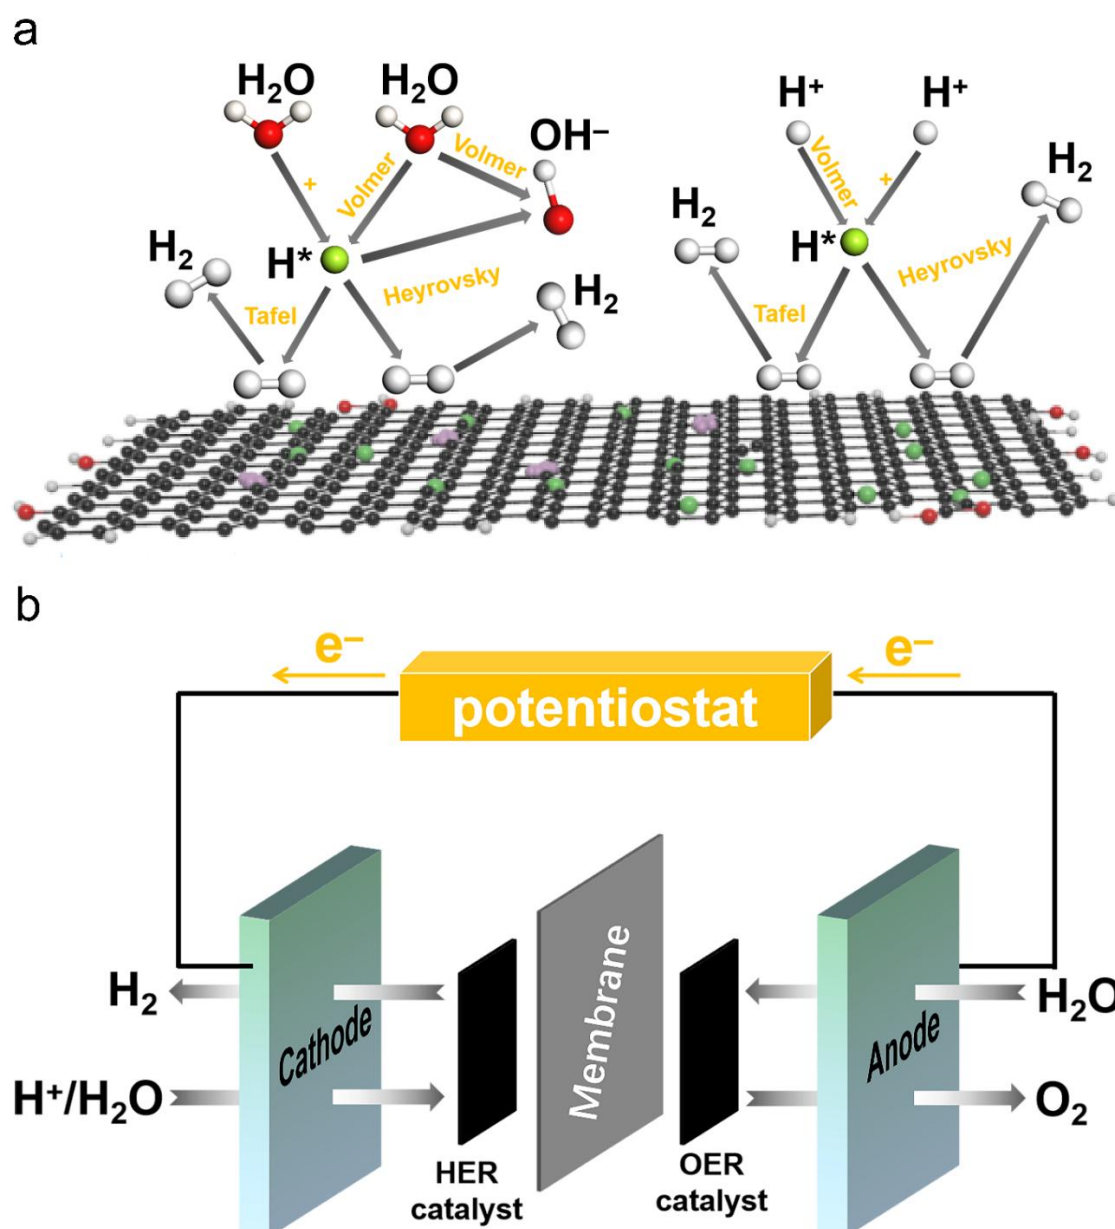 a
H₂O
H₂O
Volmer
OH⁻
+
Volmer
H₂
H*
Heyrovsky
H₂
Tafel
H⁺
H⁺
Volmer
+
H₂
H₂
H*
Heyrovsky
Tafel
b
e⁻
e⁻
potentiostat
H₂
Cathode
Membrane
Anode
H₂O
H⁺/H₂O
O₂
HER
catalyst
OER
catalyst